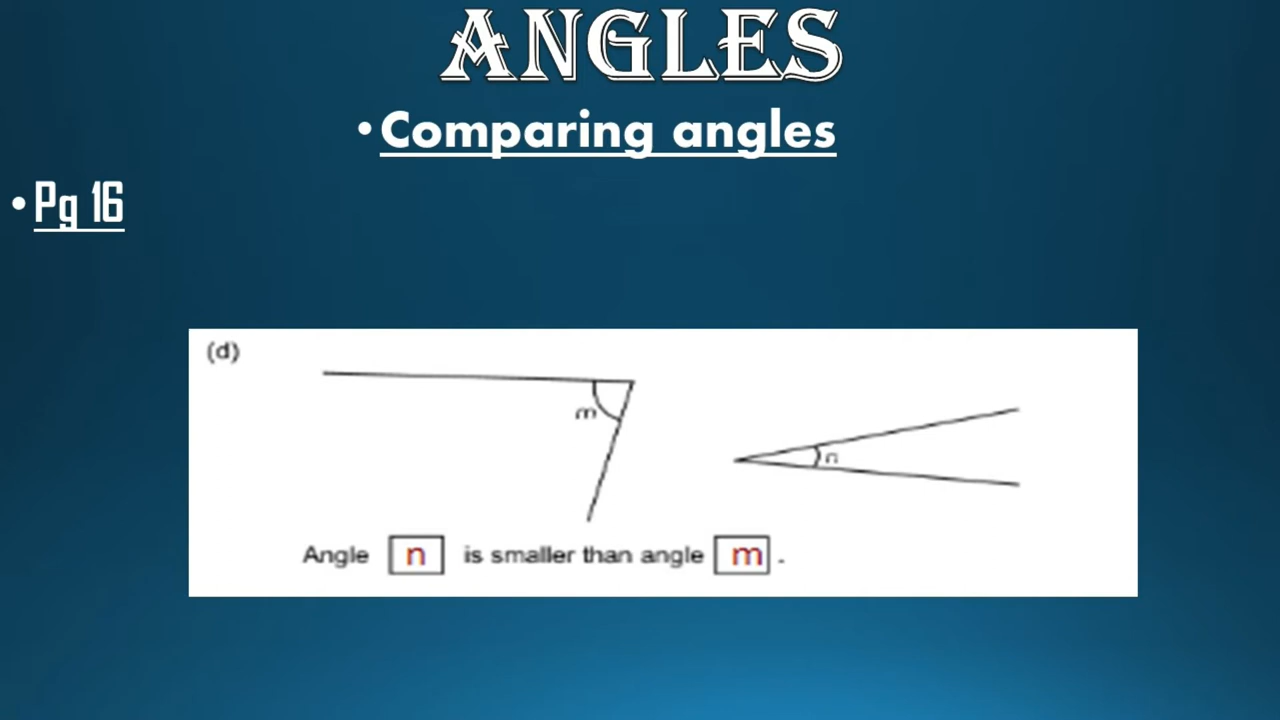 ANGLES
•Comparing angles
•Pg 16
(d)
m
n
Angle n is smaller than angle m .